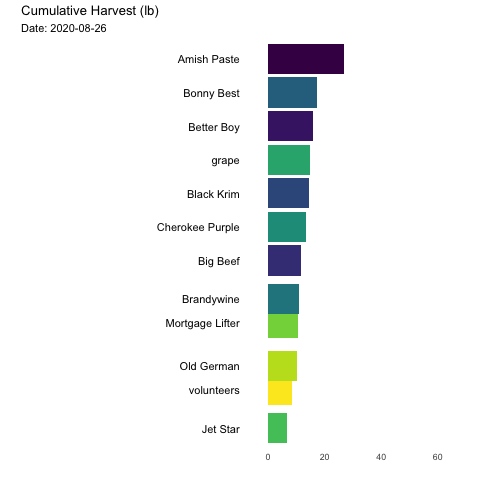 Cumulative Harvest (lb)
Date: 2020-08-26
Amish Paste
Bonny Best
Better Boy
grape
Black Krim
Cherokee Purple
Big Beef
Brandywine
Mortgage Lifter
Old German
volunteers
Jet Star
0 20 40 60